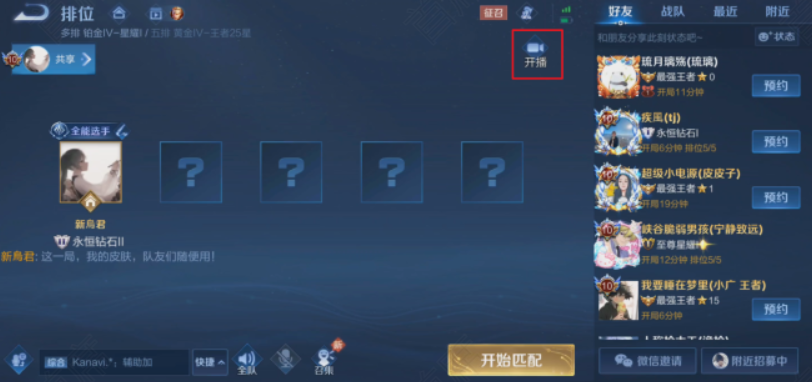 排位
征召
多排 铂金IV-星耀I / 五排 黄金IV-王者25星
10
共享
开播
全能选手
?
?
?
?
新鸟君
永恒钻石II
新鸟君: 这一局，我的皮肤，队友们随便用！
综合
Kanavi.*：辅助加
快捷
全队
召集
新
开始匹配
好友
战队
最近
附近
和朋友分享此刻状态吧~
状态
琉月璃殇(琉璃)
最强王者★0
开局11分钟
预约
10
疾風(tj)
永恒钻石I
开局6分钟 排位5/5
预约
10
超级小电源(皮皮子)
最强王者★1
开局19分钟
预约
10
峡谷脆弱男孩(宁静致远)
至尊星耀
开局12分钟 排位5/5
10
我要睡在梦里(小广 王者)
最强王者★15
开局6分钟
预约
微信邀请
附近招募中